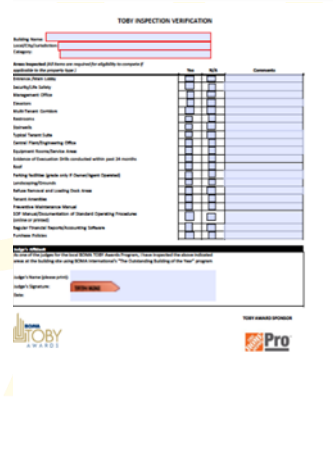 TOBY INSPECTION VERIFICATION
Building Name:
Local/City/Jurisdiction:
Category:
Areas Inspected (All items are required for eligibility to compete if
applicable to the property type.) Yes N/A Comments
Entrance /Main Lobby
Security/Life Safety
Management Office
Elevators
Multi-Tenant Corridors
Restrooms
Stairwells
Typical Tenant Suite
Central Plant/Engineering Office
Equipment Rooms/Service Areas
Evidence of Evacuation Drills conducted within past 24 months
Roof
Parking Facilities (grade only if Owner/Agent Operated)
Landscaping/Grounds
Refuse Removal and Loading Dock Areas
Tenant Amenities
Preventive Maintenance Manual
SOP Manual/Documentation of Standard Operating Procedures
(online or printed)
Regular Financial Reports/Accounting Software
Purchase Policies
Judge's Affidavit
As one of the judges for the local BOMA TOBY Awards Program, I have inspected the above indicated
areas at the building site using BOMA International's "The Outstanding Building of the Year" program
Judge's Name (please print):
Judge's Signature:
Date:
BOMA
TOBY
AWARDS
TOBY AWARD SPONSOR
Pro